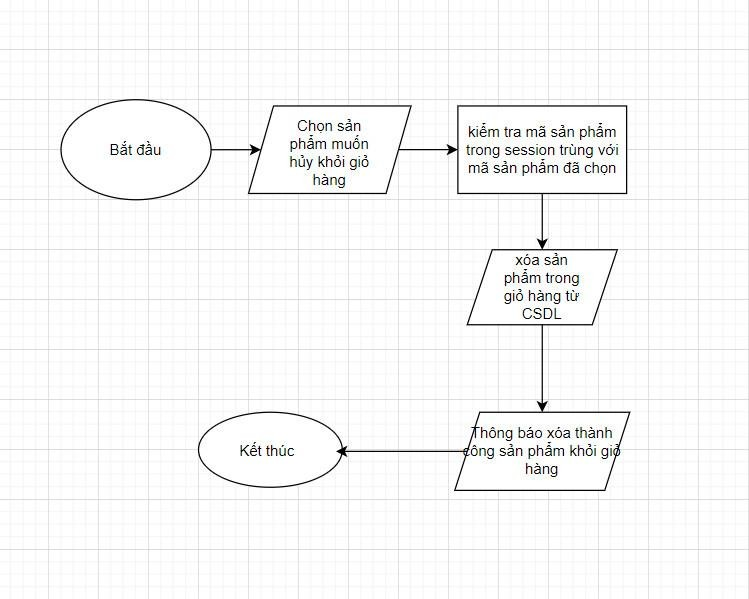 Bắt đầu
Chọn sản
phẩm muốn
hủy khỏi giỏ
hàng
kiểm tra mã sản phẩm
trong session trùng với
mã sản phẩm đã chọn
xóa sản
phẩm trong
giỏ hàng từ
CSDL
Thông báo xóa thành
công sản phẩm khỏi giỏ
hàng
Kết thúc